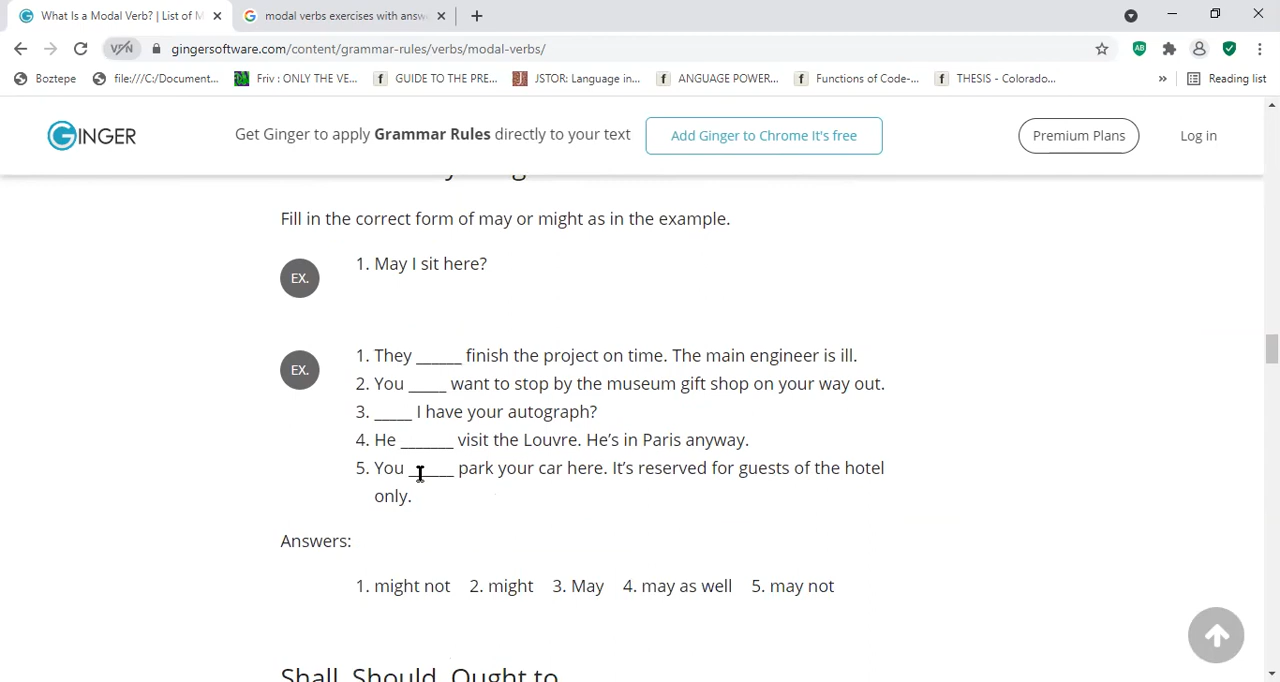 What Is a Modal Verb? | List of M
modal verbs exercises with answ
VPN
gingersoftware.com/content/grammar-rules/verbs/modal-verbs/
AB
Boztepe
file:///C:/Document...
Friv : ONLY THE VE...
GUIDE TO THE PRE...
JSTOR: Language in...
ANGUAGE POWER...
Functions of Code-...
THESIS - Colorado...
»
Reading list
GINGER
Get Ginger to apply Grammar Rules directly to your text
Add Ginger to Chrome It's free
Premium Plans
Log in
Fill in the correct form of may or might as in the example.
EX.
1. May I sit here?
EX.
1. They ______ finish the project on time. The main engineer is ill.
2. You _____ want to stop by the museum gift shop on your way out.
3. _____ I have your autograph?
4. He _______ visit the Louvre. He’s in Paris anyway.
5. You ______ park your car here. It’s reserved for guests of the hotel
only.
Answers:
1. might not 2. might 3. May 4. may as well 5. may not
Shall, Should, Ought to